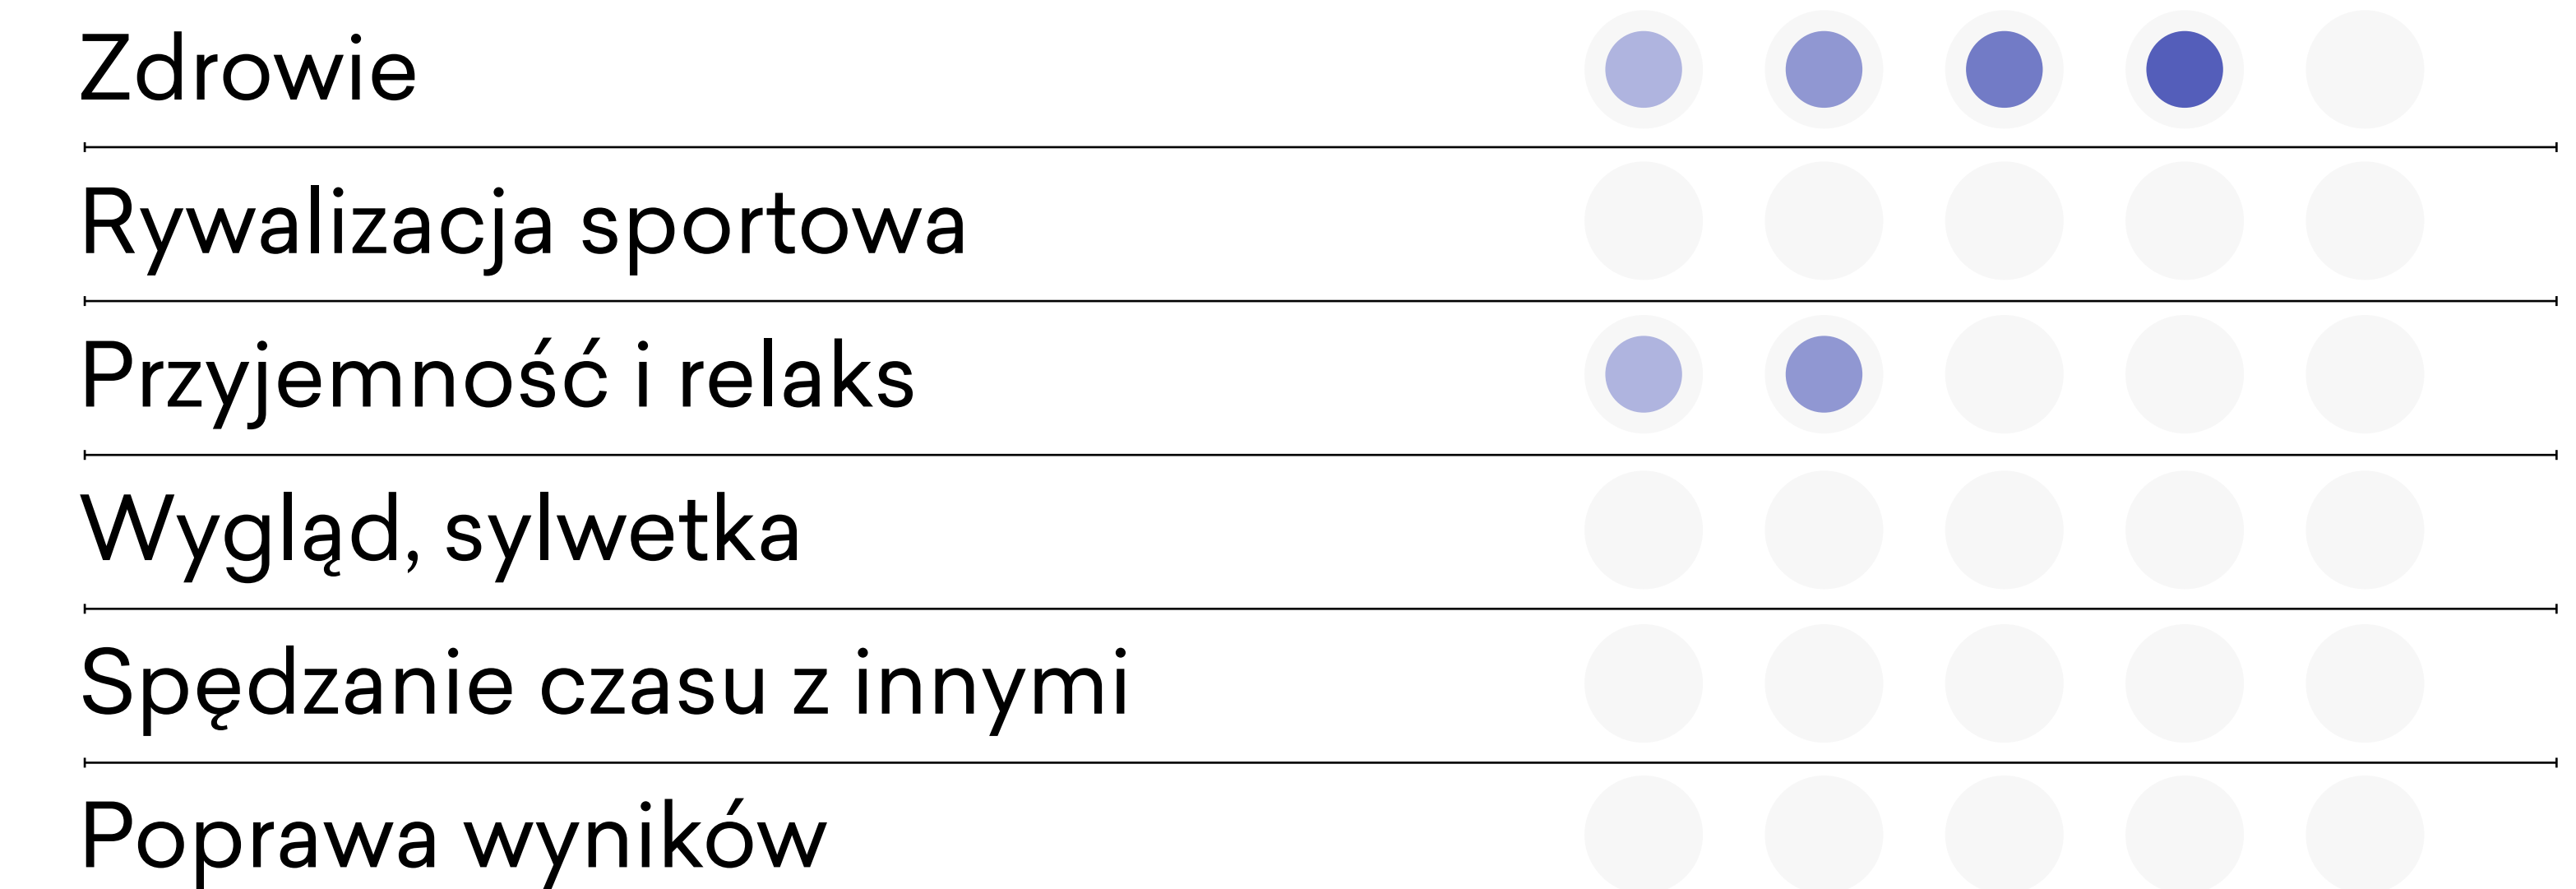 Zdrowie
Rywalizacja sportowa
Przyjemność i relaks
Wygląd, sylwetka
Spędzanie czasu z innymi
Poprawa wyników